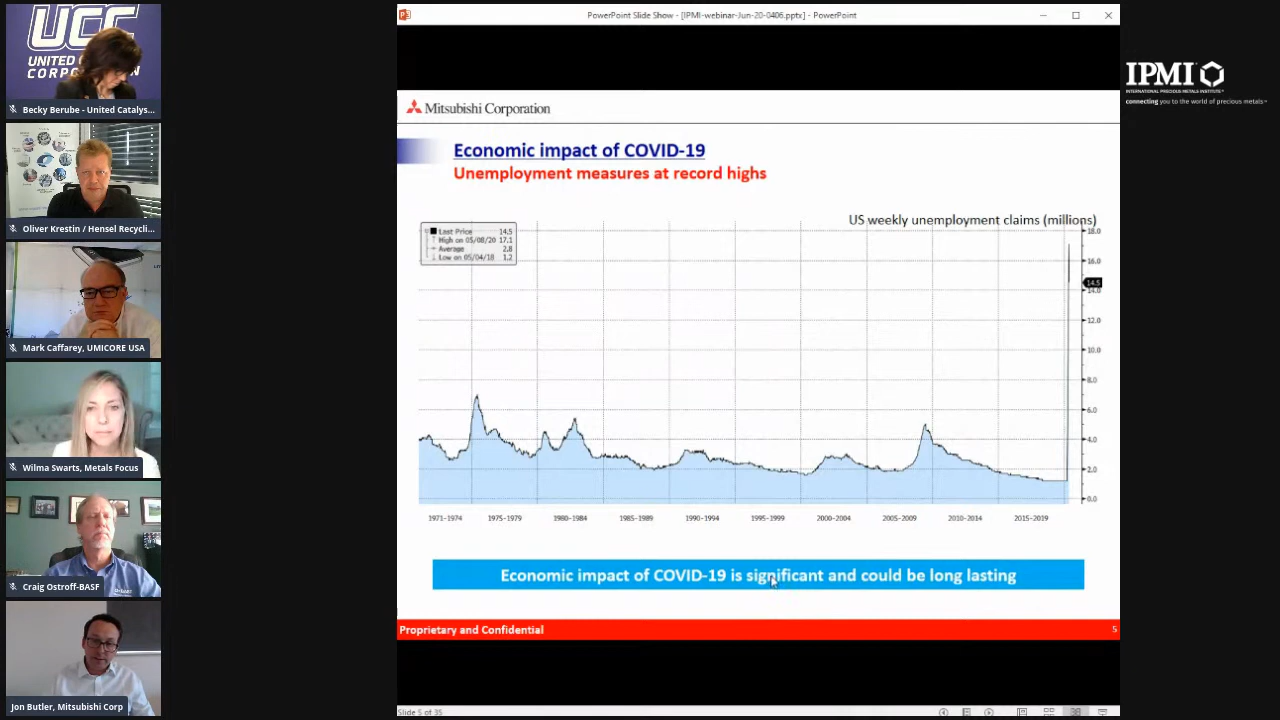 UCC
UNITED
CORPORATION
Becky Berube - United Catalys...
Oliver Krestin / Hensel Recycli...
Mark Caffarey, UMICORE USA
Wilma Swarts, Metals Focus
Craig Ostroff-BASF
Jon Butler, Mitsubishi Corp
PowerPoint Slide Show - [IPMI-webinar-Jun-20-0406.pptx] - PowerPoint
Mitsubishi Corporation
Economic impact of COVID-19
Unemployment measures at record highs
US weekly unemployment claims (millions)
Last Price 14.5
High on 05/08/20 17.1
Average 2.8
Low on 05/04/18 1.2
18.0
16.0
14.5
14.0
12.0
10.0
8.0
6.0
4.0
2.0
0.0
1971-1974 1975-1979 1980-1984 1985-1989 1990-1994 1995-1999 2000-2004 2005-2009 2010-2014 2015-2019
Economic impact of COVID-19 is significant and could be long lasting
Proprietary and Confidential 5
Slide 5 of 35
IPMI
INTERNATIONAL PRECIOUS METALS INSTITUTE
connecting you to the world of precious metals